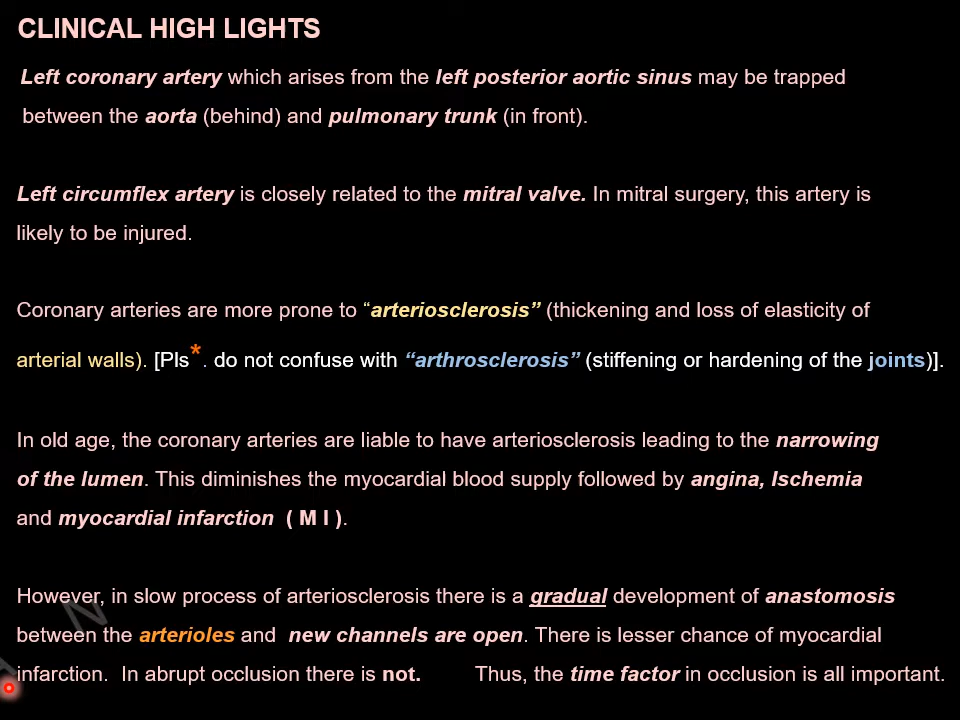 CLINICAL HIGH LIGHTS
Left coronary artery which arises from the left posterior aortic sinus may be trapped
between the aorta (behind) and pulmonary trunk (in front).
Left circumflex artery is closely related to the mitral valve. In mitral surgery, this artery is
likely to be injured.
Coronary arteries are more prone to “arteriosclerosis” (thickening and loss of elasticity of
arterial walls). [Pls*. do not confuse with “arthrosclerosis” (stiffening or hardening of the joints)].
In old age, the coronary arteries are liable to have arteriosclerosis leading to the narrowing
of the lumen. This diminishes the myocardial blood supply followed by angina, Ischemia
and myocardial infarction ( M I ).
However, in slow process of arteriosclerosis there is a gradual development of anastomosis
between the arterioles and new channels are open. There is lesser chance of myocardial
infarction. In abrupt occlusion there is not. Thus, the time factor in occlusion is all important.